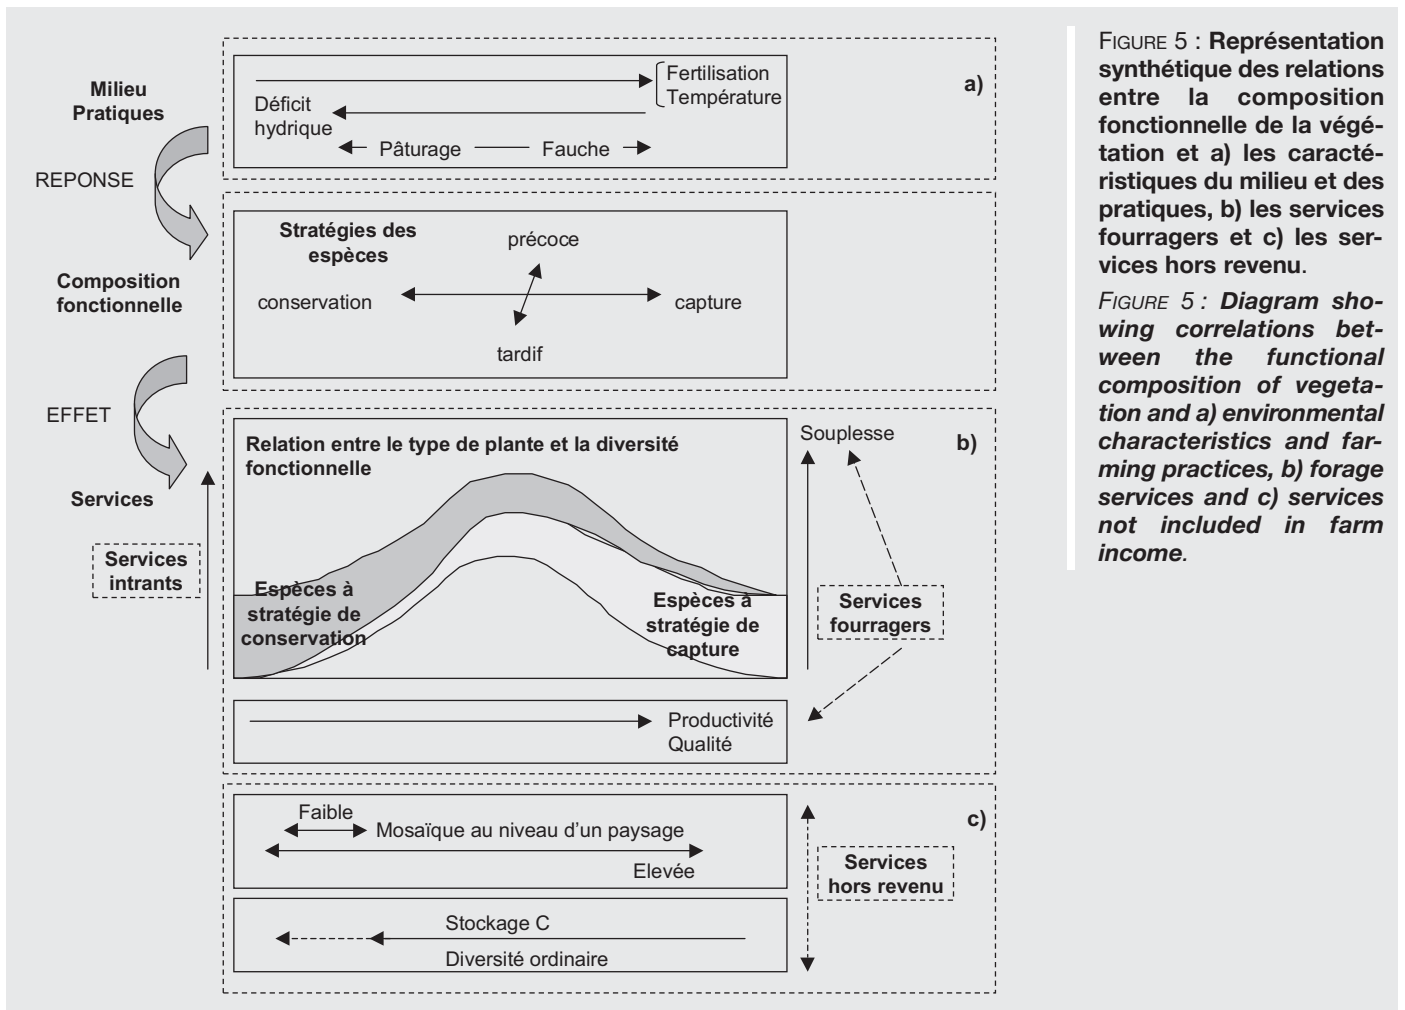 Milieu
Pratiques
REPONSE
Composition
fonctionnelle
EFFET
Services
Services
intrants
a)
Fertilisation
Température
Déficit
hydrique
Pâturage
Fauche
Stratégies des
espèces
précoce
conservation
capture
tardif
b)
Relation entre le type de plante et la diversité
fonctionnelle
Souplesse
Espèces à
stratégie de
conservation
Espèces à
stratégie de
capture
Services
fourragers
Productivité
Qualité
c)
Faible
Mosaïque au niveau d'un paysage
Elevée
Services
hors revenu
Stockage C
Diversité ordinaire
FIGURE 5 : Représentation
synthétique des relations
entre la composition
fonctionnelle de la végé-
tation et a) les caracté-
ristiques du milieu et des
pratiques, b) les services
fourragers et c) les ser-
vices hors revenu.
FIGURE 5 : Diagram sho-
wing correlations bet-
ween the functional
composition of vegeta-
tion and a) environmental
characteristics and far-
ming practices, b) forage
services and c) services
not included in farm
income.